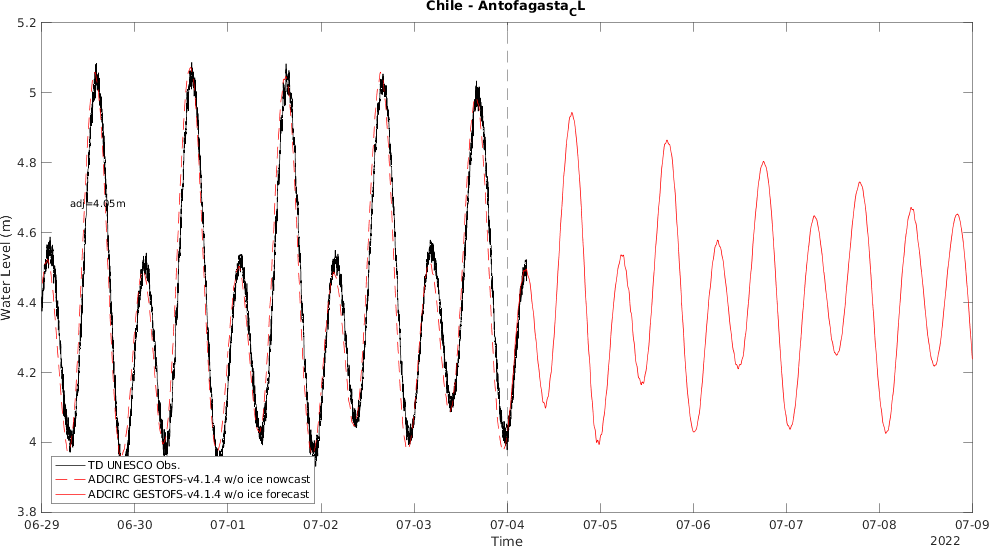 Chile - Antofagasta_CL
5.2
5
4.8
4.6
4.4
4.2
4
3.8
Water Level (m)
adj=4.05m
TD UNESCO Obs.
ADCIRC GESTOFS-v4.1.4 w/o ice nowcast
ADCIRC GESTOFS-v4.1.4 w/o ice forecast
06-29 06-30 07-01 07-02 07-03 07-04 07-05 07-06 07-07 07-08 07-09
Time
2022